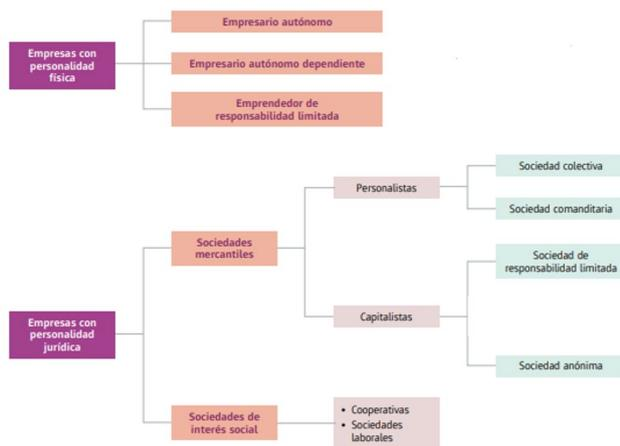 Empresario autónomo
Empresas con
personalidad
física
Empresario autónomo dependiente
Emprendedor de
responsabilidad limitada
Sociedad colectiva
Personalistas
Sociedad comanditaria
Sociedades
mercantiles
Sociedad de
responsabilidad limitada
Empresas con
personalidad
jurídica
Capitalistas
Sociedad anónima
Sociedades de
interés social
• Cooperativas
• Sociedades
laborales